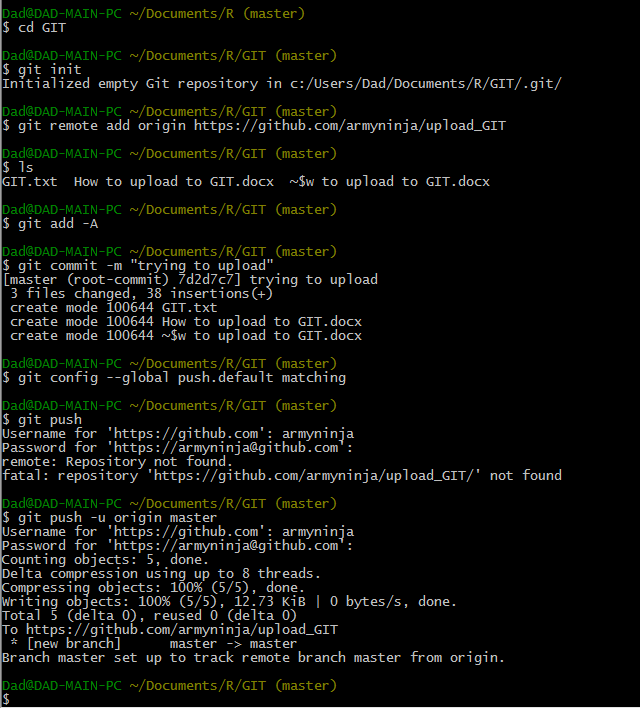 Dad@DAD-MAIN-PC ~/Documents/R (master)
$ cd GIT
Dad@DAD-MAIN-PC ~/Documents/R/GIT (master)
$ git init
Initialized empty Git repository in c:/Users/Dad/Documents/R/GIT/.git/
Dad@DAD-MAIN-PC ~/Documents/R/GIT (master)
$ git remote add origin https://github.com/armyninja/upload_GIT
Dad@DAD-MAIN-PC ~/Documents/R/GIT (master)
$ ls
GIT.txt  How to upload to GIT.docx  ~$w to upload to GIT.docx
Dad@DAD-MAIN-PC ~/Documents/R/GIT (master)
$ git add -A
Dad@DAD-MAIN-PC ~/Documents/R/GIT (master)
$ git commit -m "trying to upload"
[master (root-commit) 7d2d7c7] trying to upload
 3 files changed, 38 insertions(+)
 create mode 100644 GIT.txt
 create mode 100644 How to upload to GIT.docx
 create mode 100644 ~$w to upload to GIT.docx
Dad@DAD-MAIN-PC ~/Documents/R/GIT (master)
$ git config --global push.default matching
Dad@DAD-MAIN-PC ~/Documents/R/GIT (master)
$ git push
Username for 'https://github.com': armyninja
Password for 'https://armyninja@github.com':
remote: Repository not found.
fatal: repository 'https://github.com/armyninja/upload_GIT/' not found
Dad@DAD-MAIN-PC ~/Documents/R/GIT (master)
$ git push -u origin master
Username for 'https://github.com': armyninja
Password for 'https://armyninja@github.com':
Counting objects: 5, done.
Delta compression using up to 8 threads.
Compressing objects: 100% (5/5), done.
Writing objects: 100% (5/5), 12.73 KiB | 0 bytes/s, done.
Total 5 (delta 0), reused 0 (delta 0)
To https://github.com/armyninja/upload_GIT
 * [new branch]      master -> master
Branch master set up to track remote branch master from origin.
Dad@DAD-MAIN-PC ~/Documents/R/GIT (master)
$